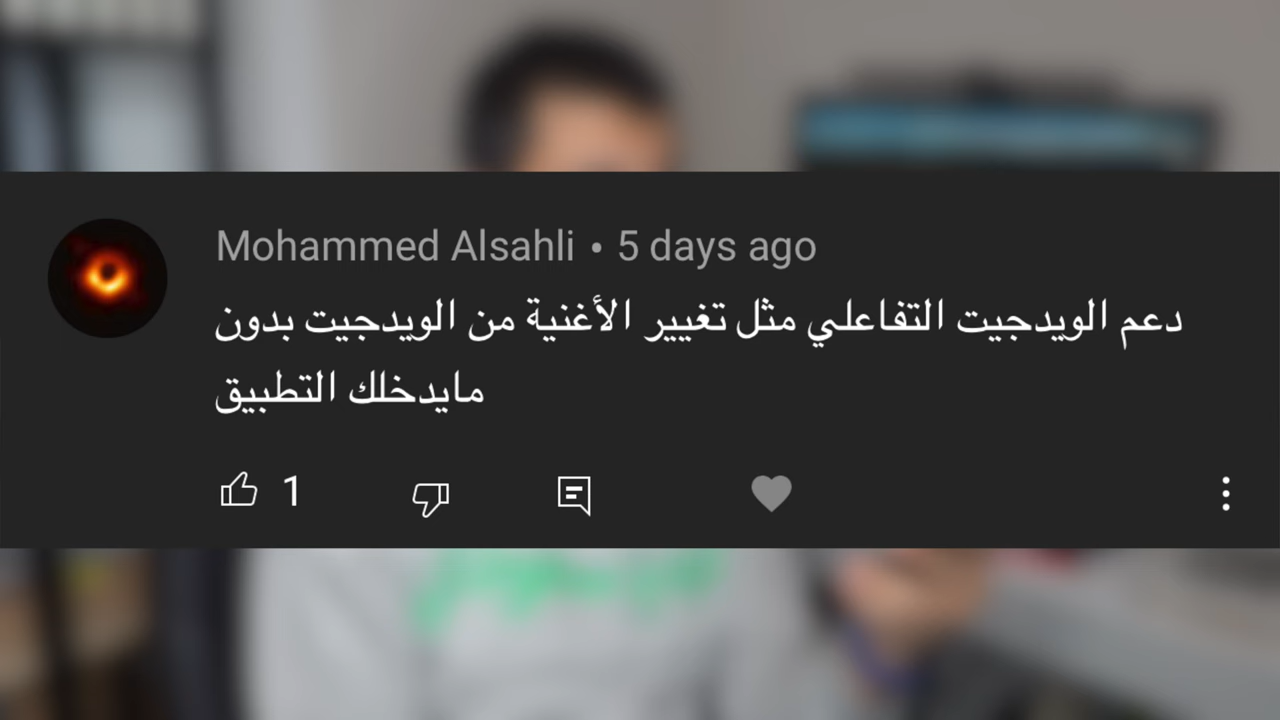 Mohammed Alsahli • 5 days ago
دعم الويدجيت التفاعلي مثل تغيير الأغنية من الويدجيت بدون
مايدخلك التطبيق
1